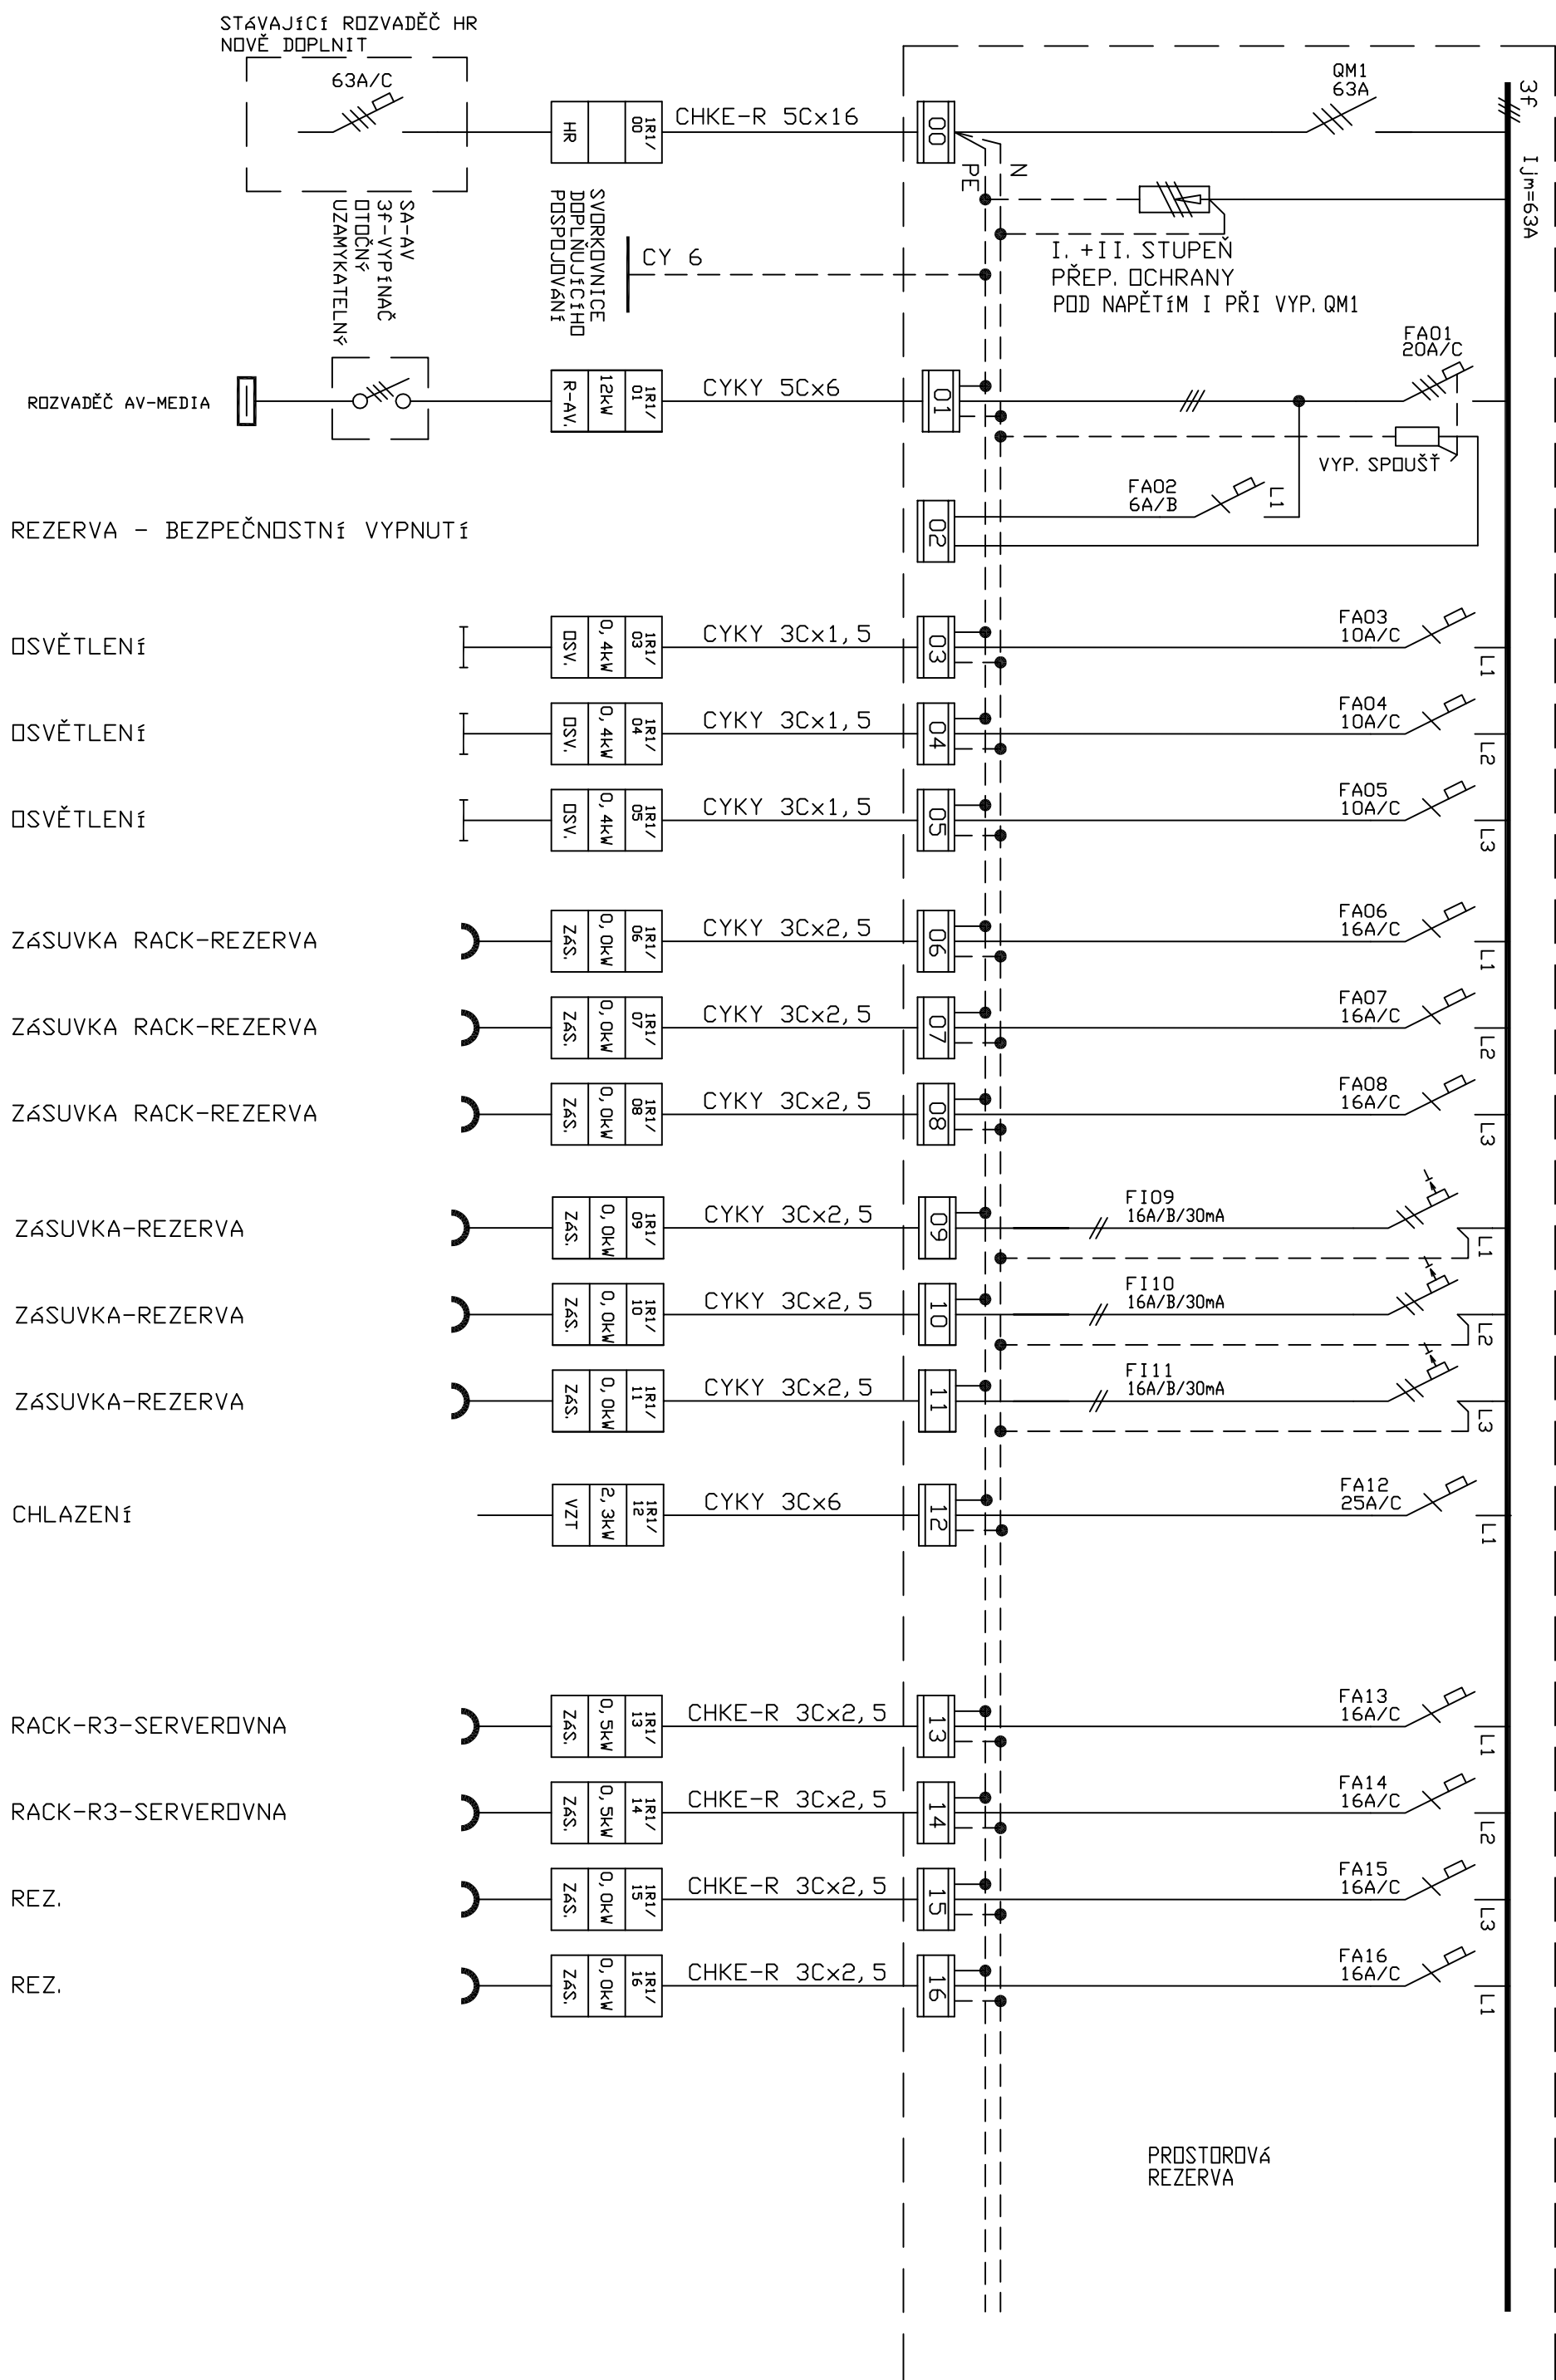 STÁVAJÍCÍ ROZVADĚČ HR
NOVĚ DOPLNIT
63A/C
HR
1R1/
00
CHKE-R 5Cx16
00
QM1
63A
3f
Ijm=63A
PE
N
SA-AV
3f-VYPÍNAČ
OTOČNÝ
UZAMYKATELNÝ
SVORKOVNICE
DOPLŇUJÍCÍHO
POSPOJOVÁNÍ
CY 6
I. +II. STUPEŇ
PŘEP. OCHRANY
POD NAPĚTÍM I PŘI VYP. QM1
ROZVADĚČ AV-MEDIA
R-AV.
12kW
1R1/
01
CYKY 5Cx6
01
FA01
20A/C
VYP. SPOUŠŤ
REZERVA - BEZPEČNOSTNÍ VYPNUTÍ
02
FA02
6A/B
L1
OSVĚTLENÍ
OSV.
0,4kW
1R1/
03
CYKY 3Cx1,5
03
FA03
10A/C
L1
OSVĚTLENÍ
OSV.
0,4kW
1R1/
04
CYKY 3Cx1,5
04
FA04
10A/C
L2
OSVĚTLENÍ
OSV.
0,4kW
1R1/
05
CYKY 3Cx1,5
05
FA05
10A/C
L3
ZÁSUVKA RACK-REZERVA
ZÁS.
0,0kW
1R1/
06
CYKY 3Cx2,5
06
FA06
16A/C
L1
ZÁSUVKA RACK-REZERVA
ZÁS.
0,0kW
1R1/
07
CYKY 3Cx2,5
07
FA07
16A/C
L2
ZÁSUVKA RACK-REZERVA
ZÁS.
0,0kW
1R1/
08
CYKY 3Cx2,5
08
FA08
16A/C
L3
ZÁSUVKA-REZERVA
ZÁS.
0,0kW
1R1/
09
CYKY 3Cx2,5
09
FI09
16A/B/30mA
L1
ZÁSUVKA-REZERVA
ZÁS.
0,0kW
1R1/
10
CYKY 3Cx2,5
10
FI10
16A/B/30mA
L2
ZÁSUVKA-REZERVA
ZÁS.
0,0kW
1R1/
11
CYKY 3Cx2,5
11
FI11
16A/B/30mA
L3
CHLAZENÍ
VZT
2,3kW
1R1/
12
CYKY 3Cx6
12
FA12
25A/C
L1
RACK-R3-SERVEROVNA
ZÁS.
0,5kW
1R1/
13
CHKE-R 3Cx2,5
13
FA13
16A/C
L1
RACK-R3-SERVEROVNA
ZÁS.
0,5kW
1R1/
14
CHKE-R 3Cx2,5
14
FA14
16A/C
L2
REZ.
ZÁS.
0,0kW
1R1/
15
CHKE-R 3Cx2,5
15
FA15
16A/C
L3
REZ.
ZÁS.
0,0kW
1R1/
16
CHKE-R 3Cx2,5
16
FA16
16A/C
L1
PROSTOROVÁ
REZERVA